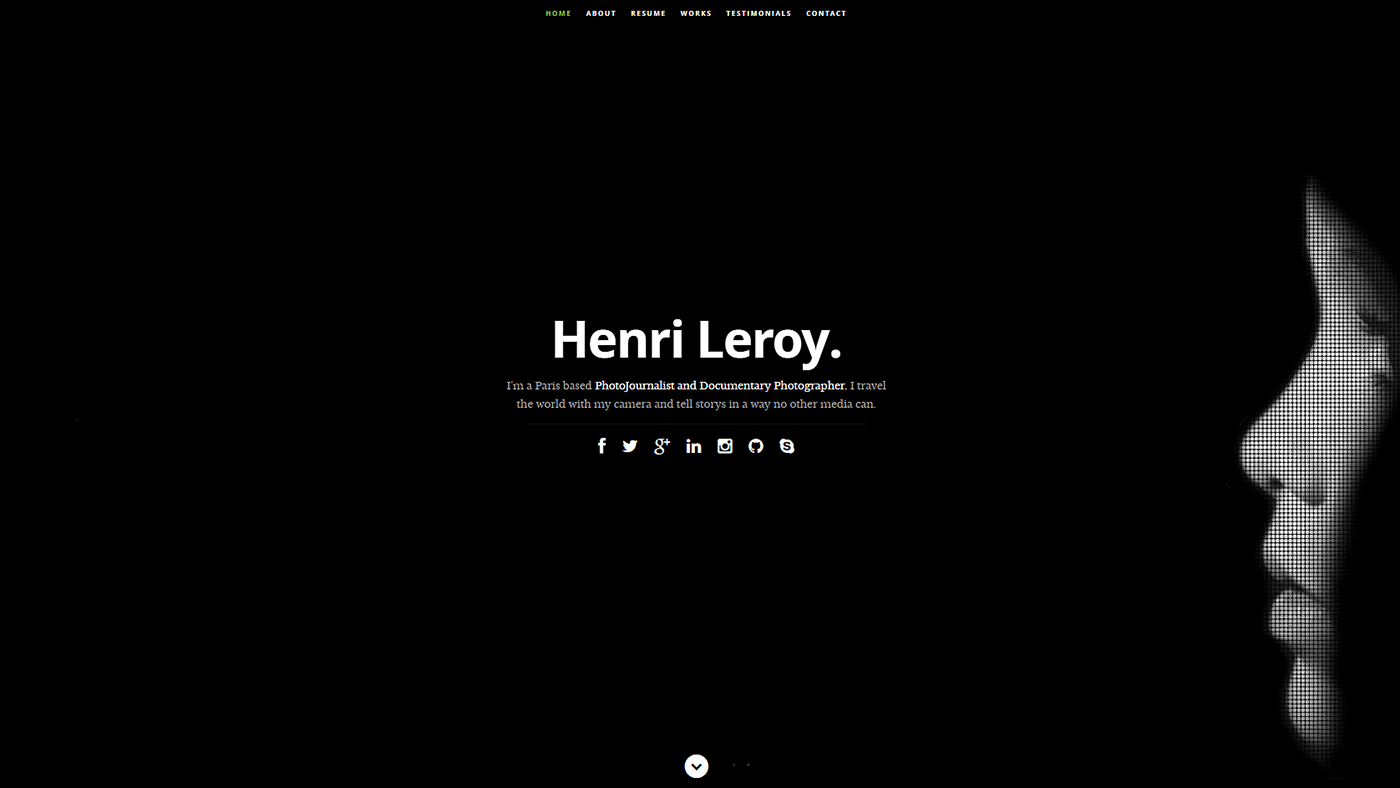 HOME ABOUT RESUME WORKS TESTIMONIALS CONTACT
Henri Leroy.
I'm a Paris based PhotoJournalist and Documentary Photographer. I travel
the world with my camera and tell storys in a way no other media can.